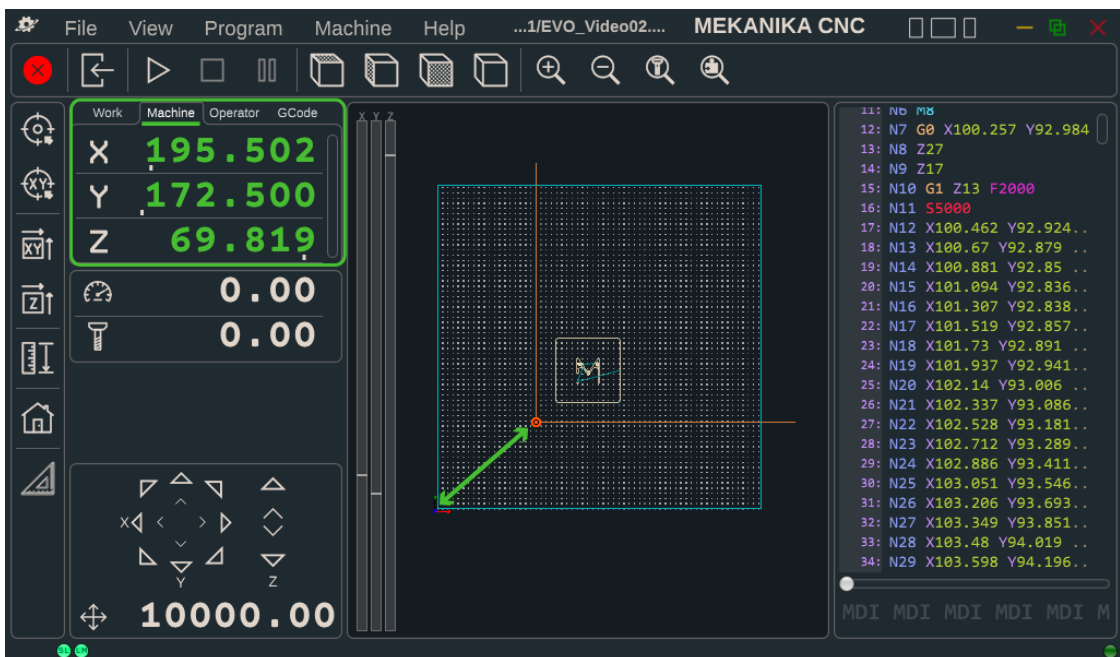 File View Program Machine Help ...1/EVO_Video02.... MEKANIKA CNC
Work Machine Operator GCode
X 195.502
Y 172.500
Z 69.819
0.00
0.00
X
Y
Z
10000.00
X Y Z
XY
XY
Z
M
11: N6 M8
12: N7 G0 X100.257 Y92.984
13: N8 Z27
14: N9 Z17
15: N10 G1 Z13 F2000
16: N11 S5000
17: N12 X100.462 Y92.924..
18: N13 X100.67 Y92.879 ..
19: N14 X100.881 Y92.85 ..
20: N15 X101.094 Y92.836..
21: N16 X101.307 Y92.838..
22: N17 X101.519 Y92.857..
23: N18 X101.73 Y92.891 ..
24: N19 X101.937 Y92.941..
25: N20 X102.14 Y93.006 ..
26: N21 X102.337 Y93.086..
27: N22 X102.528 Y93.181..
28: N23 X102.712 Y93.289..
29: N24 X102.886 Y93.411..
30: N25 X103.051 Y93.546..
31: N26 X103.206 Y93.693..
32: N27 X103.349 Y93.851..
33: N28 X103.48 Y94.019 ..
34: N29 X103.598 Y94.196..
MDI MDI MDI MDI MDI M
SL LM